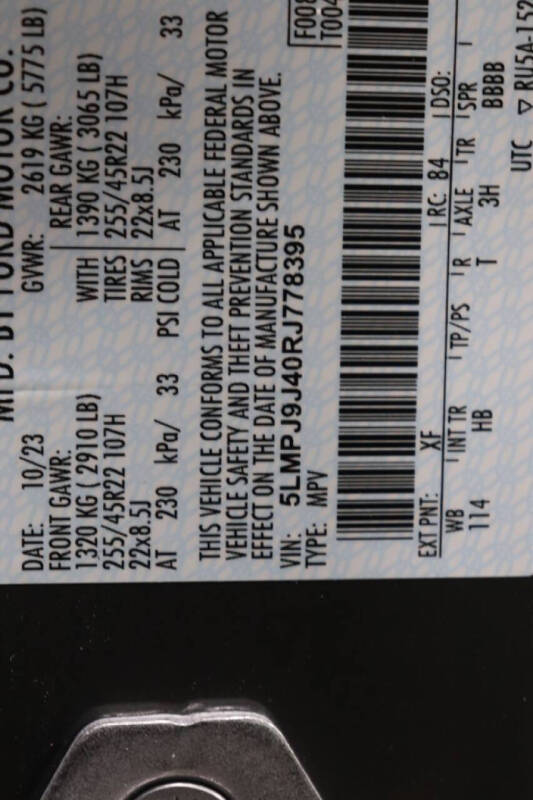 MFD. BY FORD MOTOR CO.
DATE: 10/23 GVWR: 2619 KG ( 5775 LB)
FRONT GAWR: REAR GAWR:
1320 KG ( 2910 LB) WITH 1390 KG ( 3065 LB)
255/45R22 107H TIRES 255/45R22 107H
22x8.5J RIMS 22x8.5J
AT 230 kPa/ 33 PSI COLD AT 230 kPa/ 33
THIS VEHICLE CONFORMS TO ALL APPLICABLE FEDERAL MOTOR
VEHICLE SAFETY AND THEFT PREVENTION STANDARDS IN
EFFECT ON THE DATE OF MANUFACTURE SHOWN ABOVE.
VIN: 5LMPJ9J40RJ778395 F008
TYPE: MPV T004
EXT PNT: XF RC: 84 DSO:
WB INT TR TP/PS R AXLE TR SPR
114 HB T 3H BBBB
UTC ▽ RU5A-152